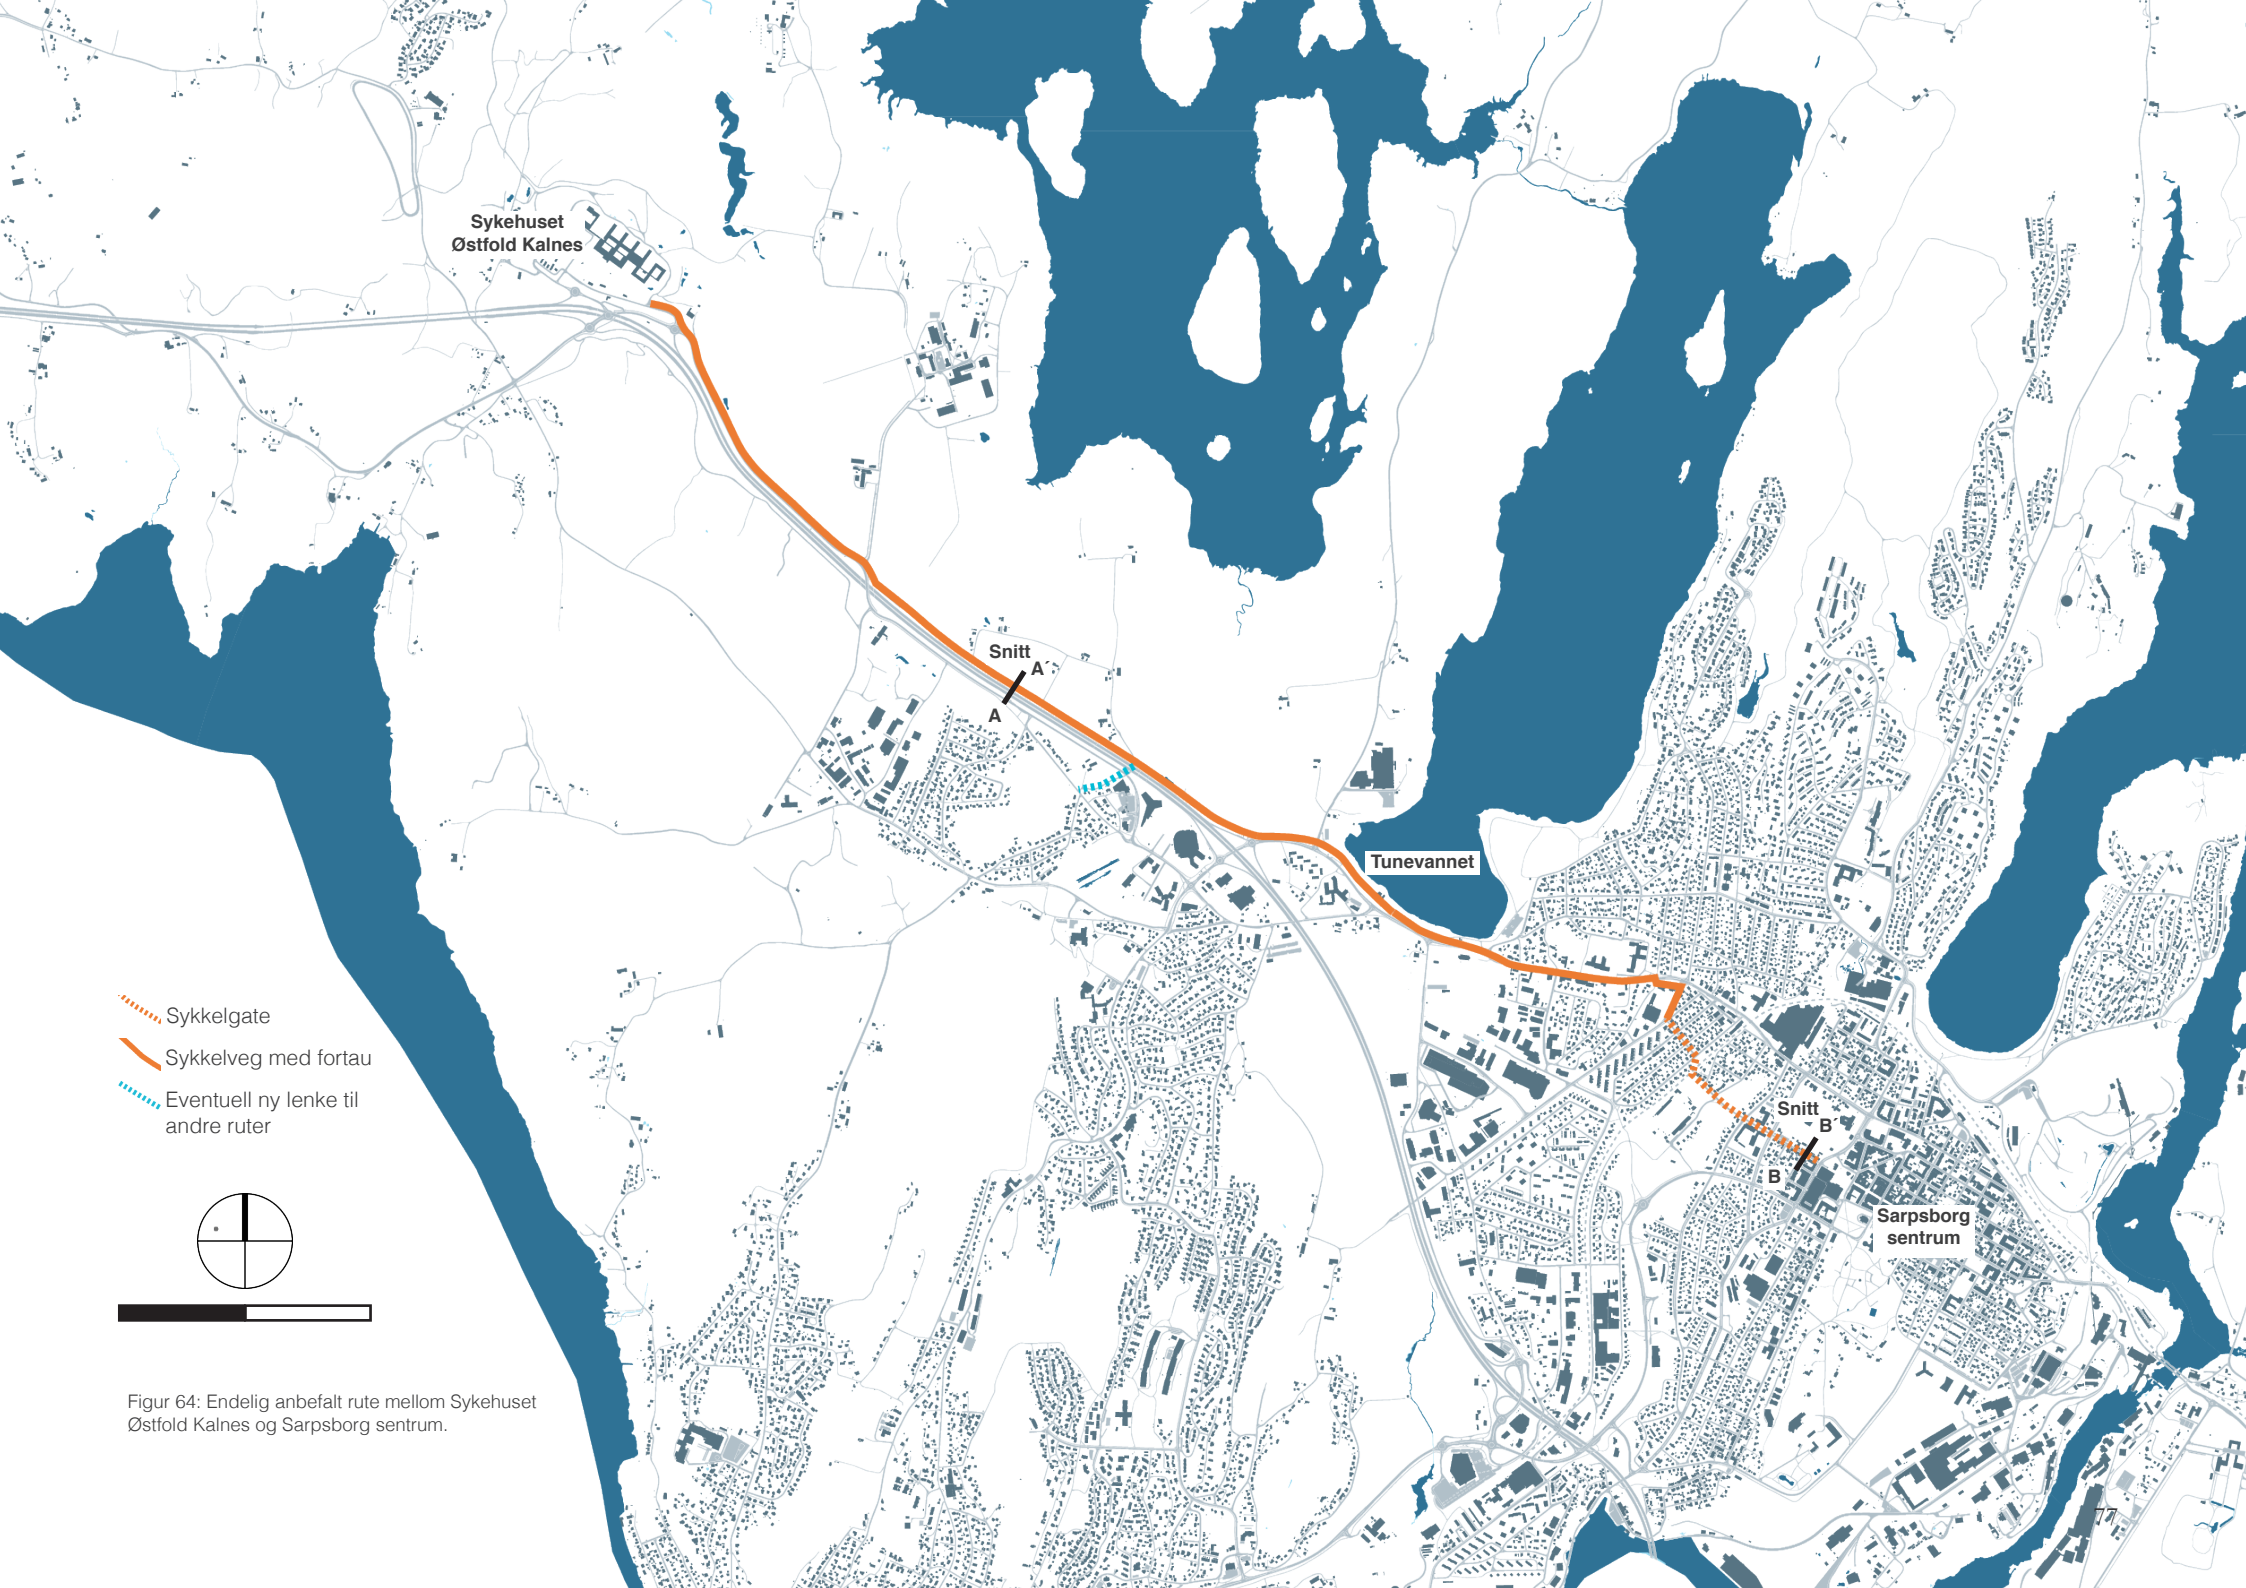 Sykehuset
Østfold Kalnes
Snitt
A´
A
Tunevannet
Sykkelgate
Sykkelveg med fortau
Eventuell ny lenke til
andre ruter
Snitt
B´
B
Sarpsborg
sentrum
Figur 64: Endelig anbefalt rute mellom Sykehuset
Østfold Kalnes og Sarpsborg sentrum.
77